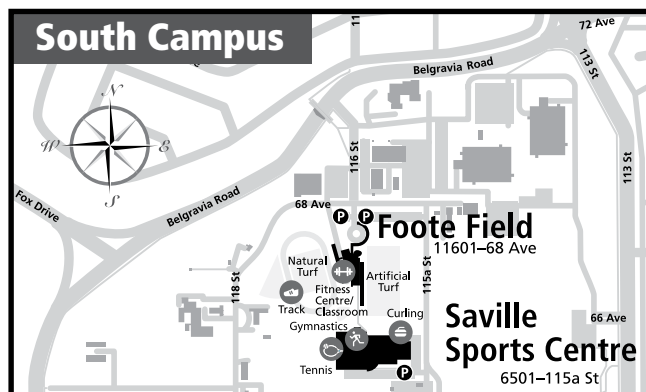 South Campus
11
72 Ave
113 St
Belgravia Road
N
W
E
S
116 St
113 St
Fox Drive
Belgravia Road
68 Ave
P
P
Foote Field
11601–68 Ave
Natural
Turf
Fitness
Centre/
Classroom
Artificial
Turf
115a St
118 St
Track
Gymnastics
Curling
Tennis
P
Saville
Sports Centre
6501–115a St
66 Ave